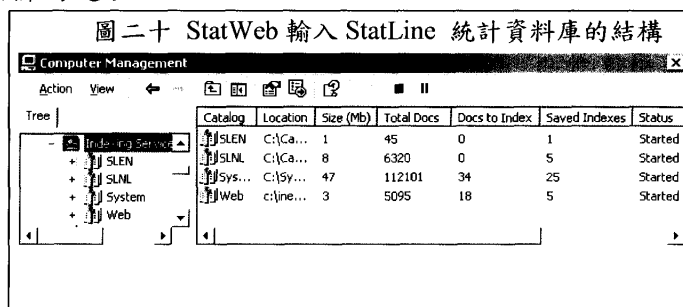 圖二十 StatWeb 輸入 StatLine 統計資料庫的結構
Computer Management
Action View
Tree
Catalog Location Size (Mb) Total Docs Docs to Index Saved Indexes Status
Indexing Service
SLEN
SLNL
System
Web
SLEN C:\Ca... 1 45 0 1 Started
SLNL C:\Ca... 8 6320 0 5 Started
Sys... C:\Sy... 47 112101 34 25 Started
Web c:\ine... 3 5095 18 5 Started